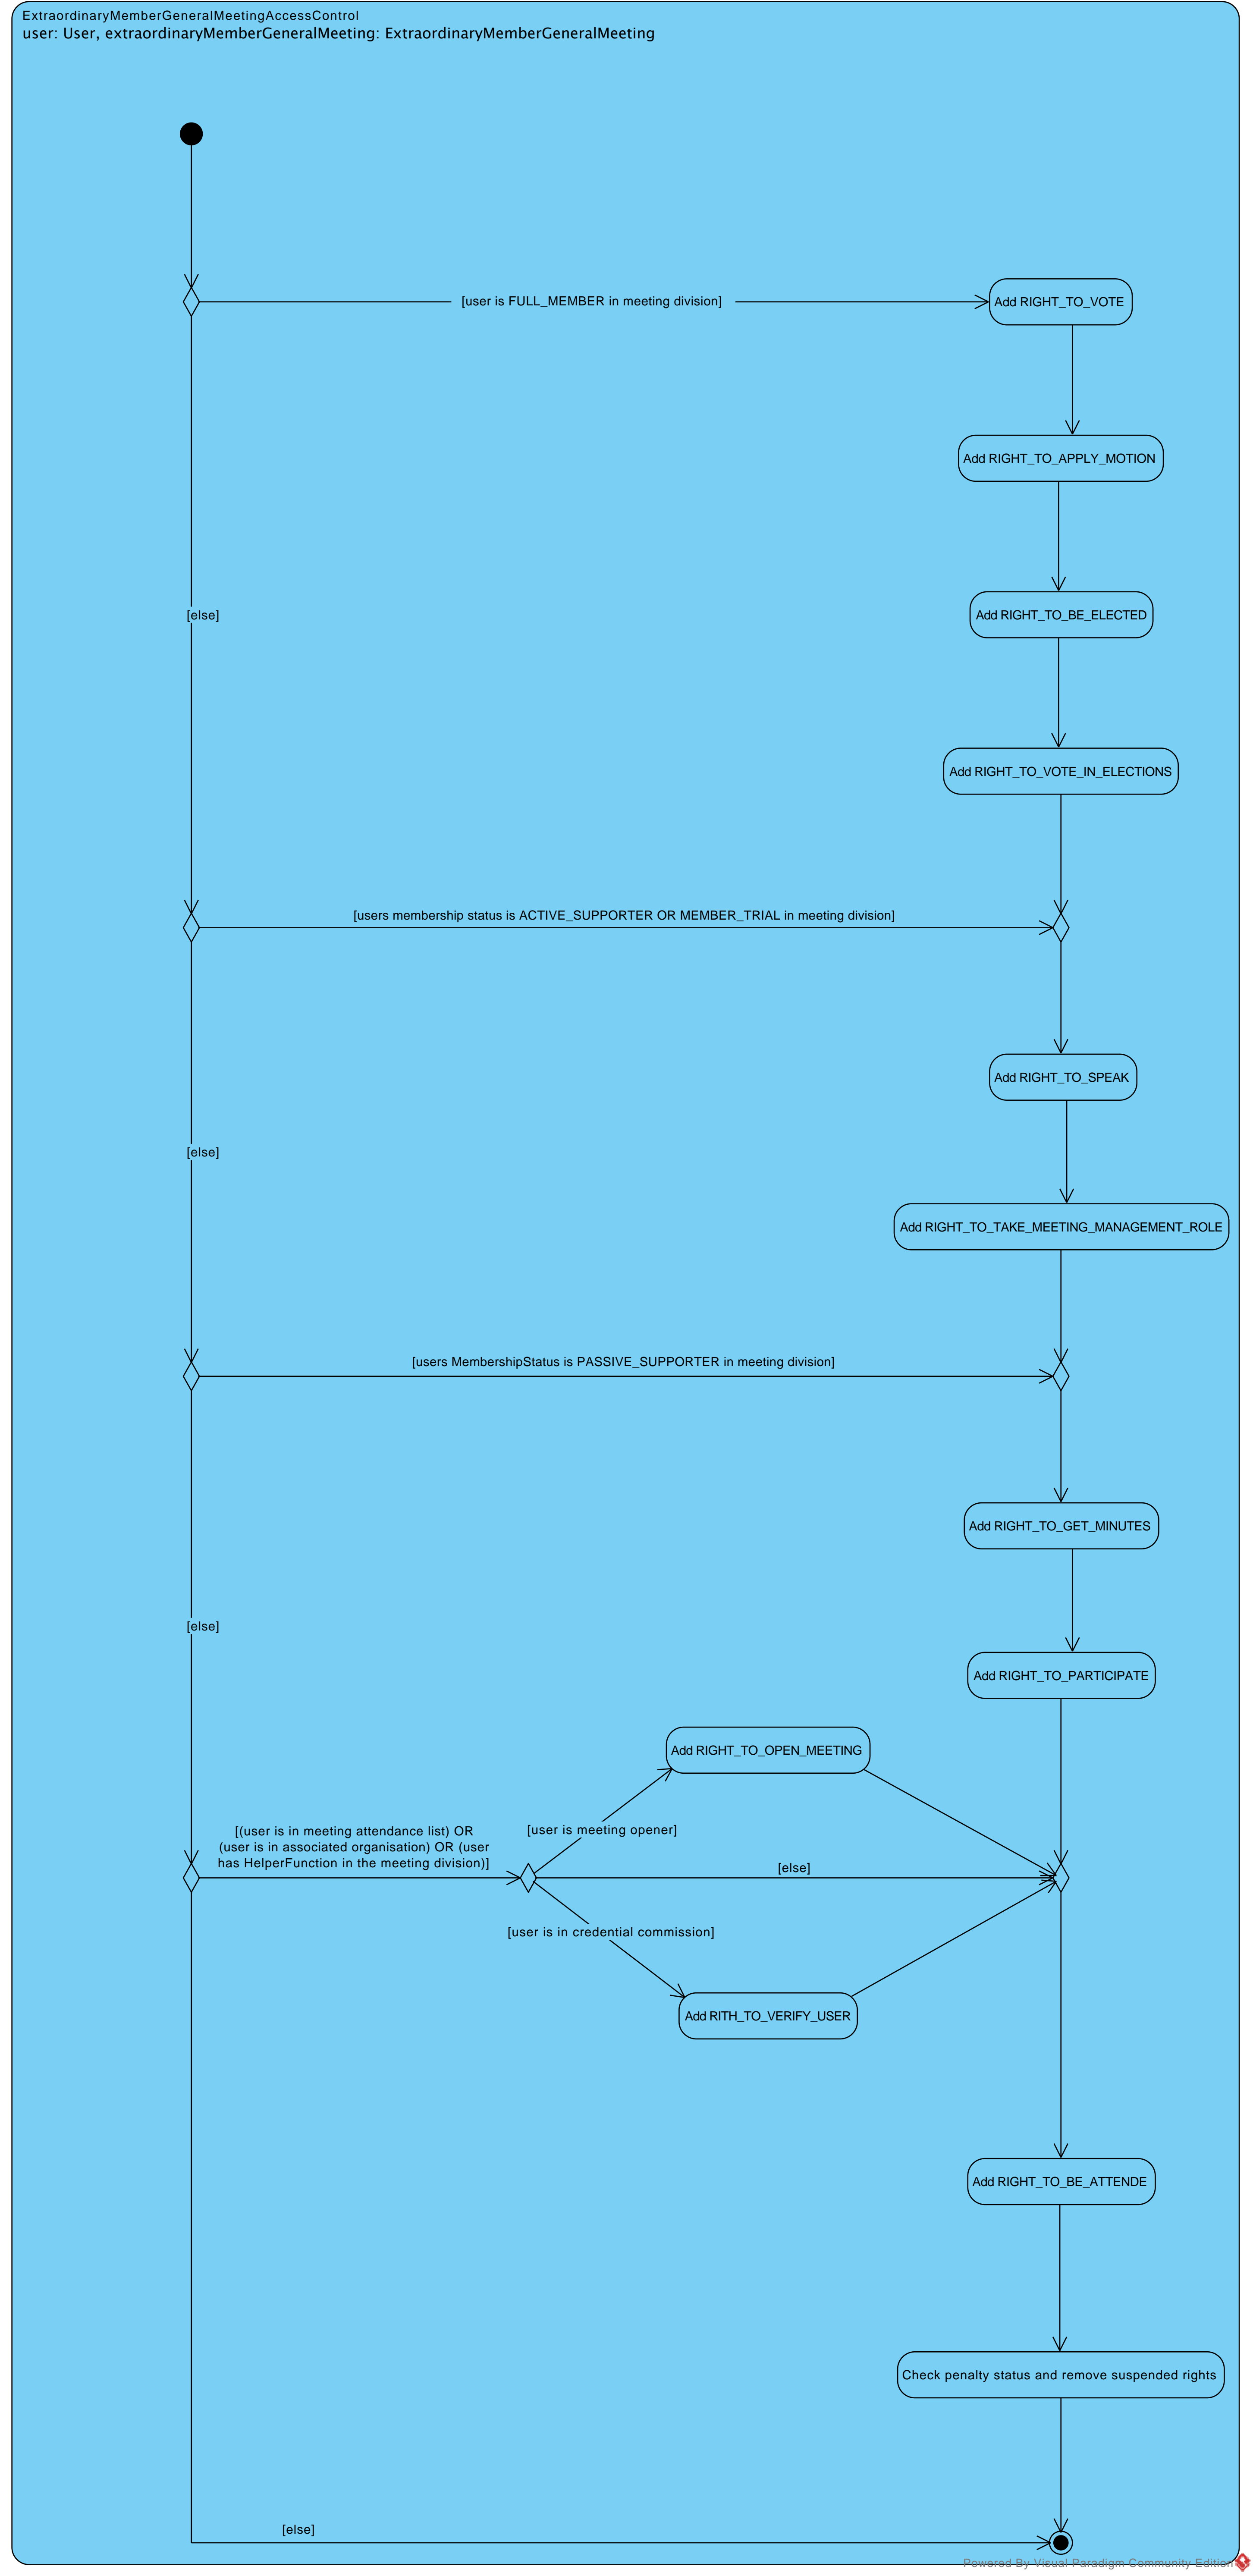 ExtraordinaryMemberGeneralMeetingAccessControl
user: User, extraordinaryMemberGeneralMeeting: ExtraordinaryMemberGeneralMeeting
[user is FULL_MEMBER in meeting division]
Add RIGHT_TO_VOTE
Add RIGHT_TO_APPLY_MOTION
[else]
Add RIGHT_TO_BE_ELECTED
Add RIGHT_TO_VOTE_IN_ELECTIONS
[users membership status is ACTIVE_SUPPORTER OR MEMBER_TRIAL in meeting division]
Add RIGHT_TO_SPEAK
[else]
Add RIGHT_TO_TAKE_MEETING_MANAGEMENT_ROLE
[users MembershipStatus is PASSIVE_SUPPORTER in meeting division]
Add RIGHT_TO_GET_MINUTES
[else]
Add RIGHT_TO_PARTICIPATE
Add RIGHT_TO_OPEN_MEETING
[(user is in meeting attendance list) OR
(user is in associated organisation) OR (user
has HelperFunction in the meeting division)]
[user is meeting opener]
[else]
[user is in credential commission]
Add RITH_TO_VERIFY_USER
Add RIGHT_TO_BE_ATTENDE
Check penalty status and remove suspended rights
[else]
Powered By Visual Paradigm Community Edition